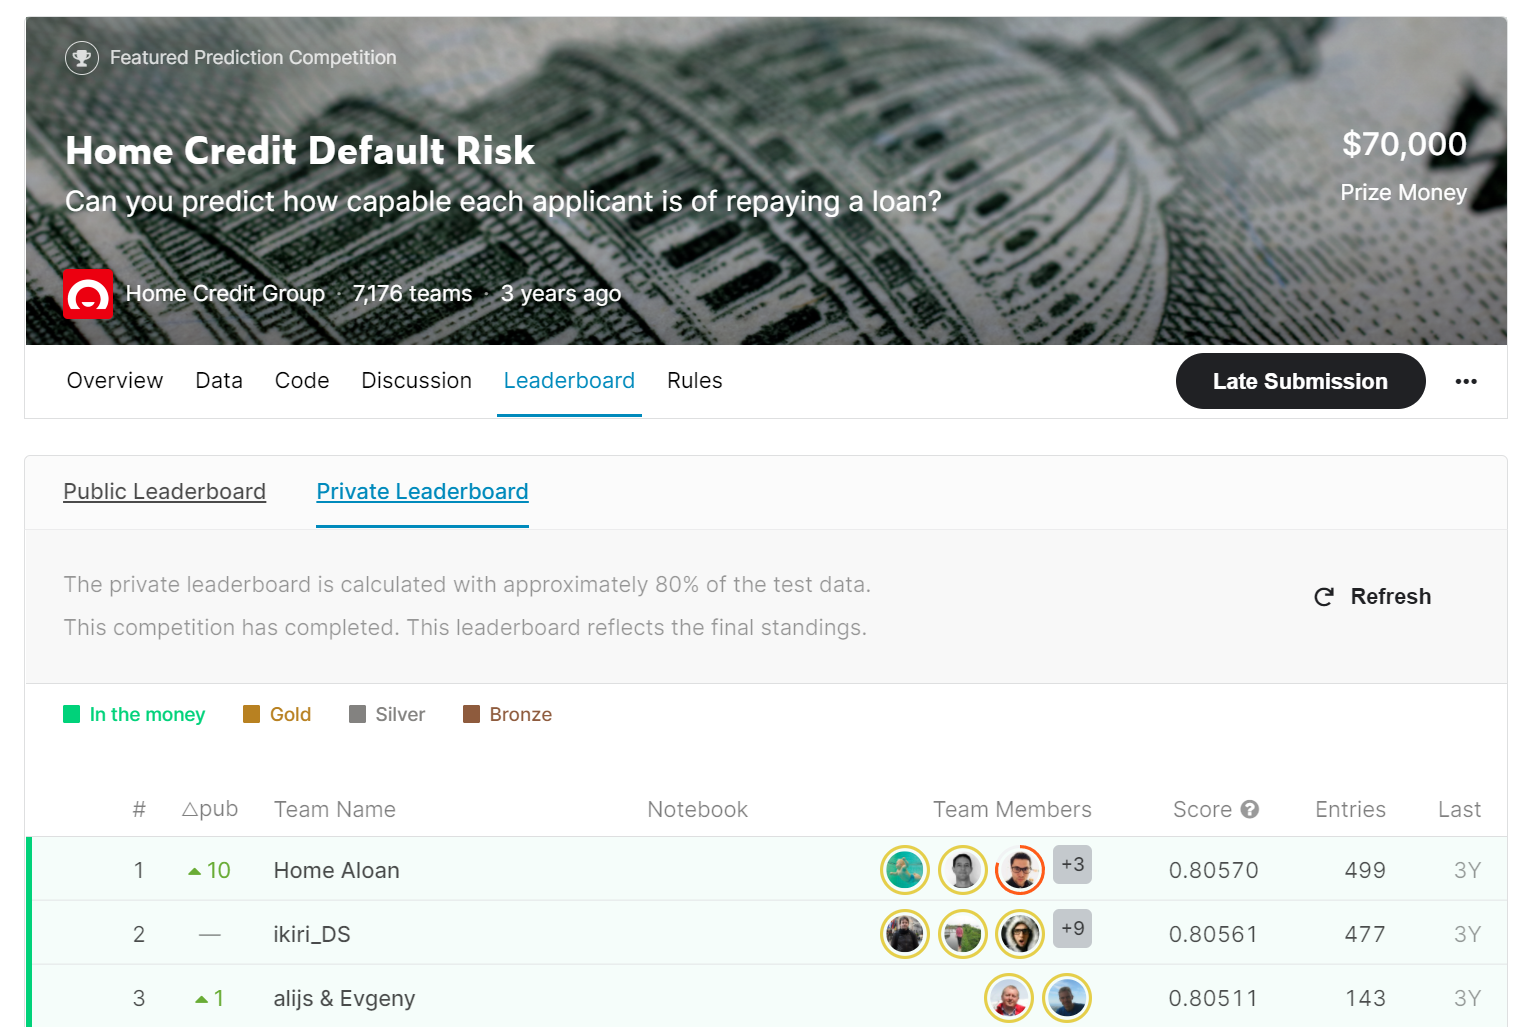 Featured Prediction Competition
Home Credit Default Risk
Can you predict how capable each applicant is of repaying a loan?
$70,000
Prize Money
Home Credit Group · 7,176 teams · 3 years ago
Overview Data Code Discussion Leaderboard Rules Late Submission •••
Public Leaderboard Private Leaderboard
The private leaderboard is calculated with approximately 80% of the test data.
This competition has completed. This leaderboard reflects the final standings.
Refresh
In the money Gold Silver Bronze
# △pub Team Name Notebook Team Members Score ? Entries Last
1 ▲10 Home Aloan +3 0.80570 499 3Y
2 — ikiri_DS +9 0.80561 477 3Y
3 ▲1 alijs & Evgeny 0.80511 143 3Y